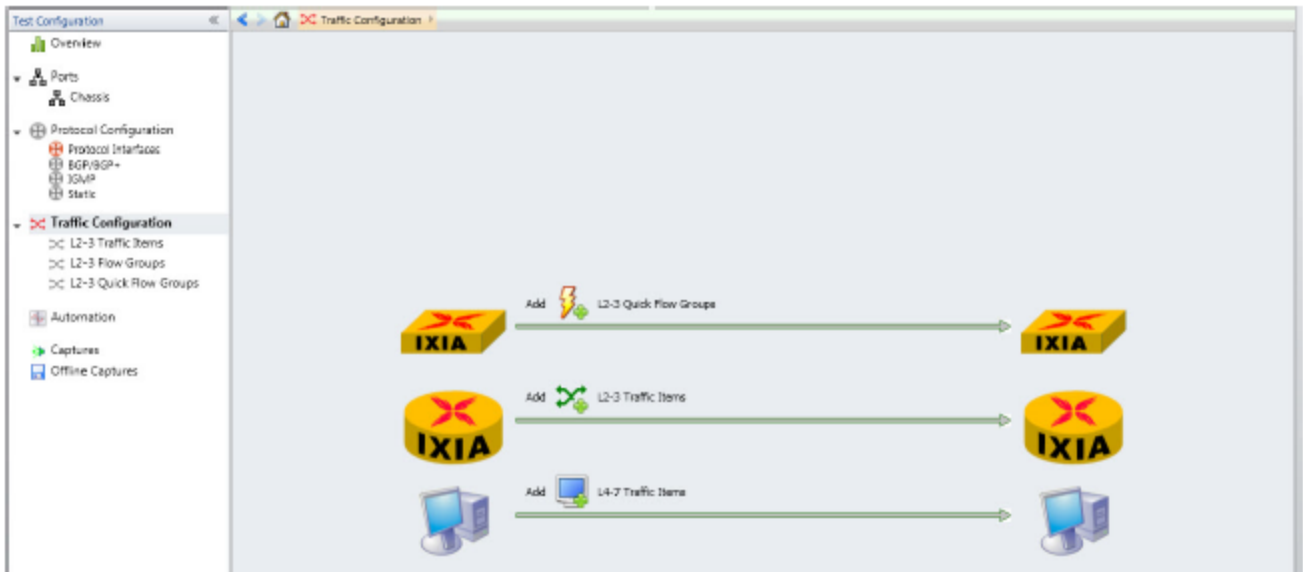 Test Configuration
Traffic Configuration
Overview
Ports
Chassis
Protocol Configuration
Protocol Interfaces
BGP/BGP+
IGMP
Static
Traffic Configuration
L2-3 Traffic Items
L2-3 Flow Groups
L2-3 Quick Flow Groups
Automation
Captures
Offline Captures
Add L2-3 Quick Flow Groups
IXIA IXIA
Add L2-3 Traffic Items
IXIA IXIA
Add L4-7 Traffic Items